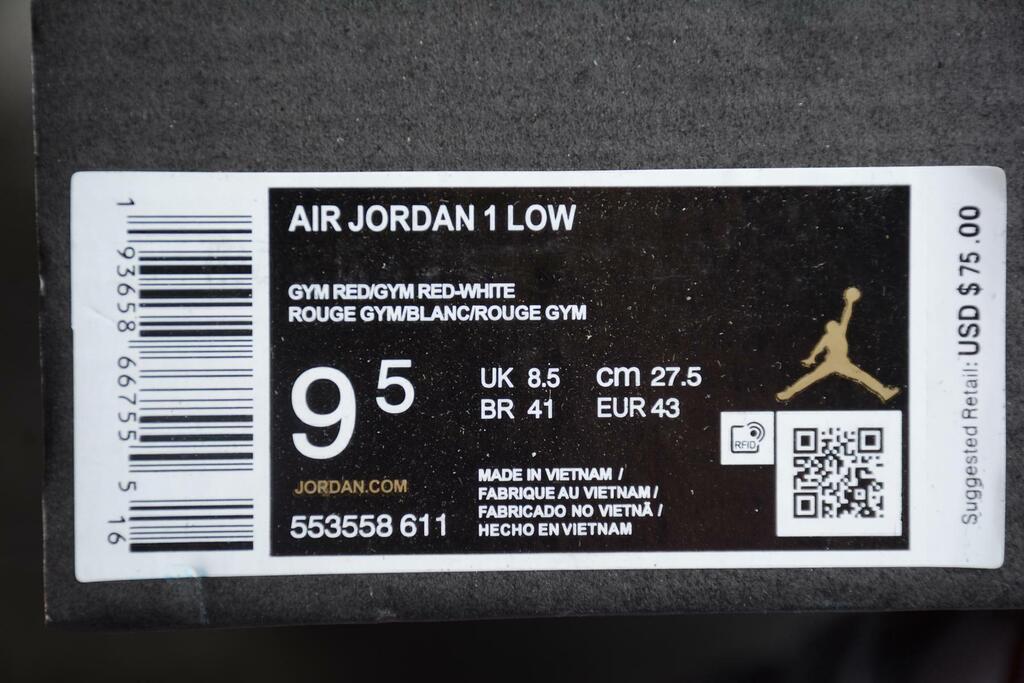 AIR JORDAN 1 LOW
GYM RED/GYM RED-WHITE
ROUGE GYM/BLANC/ROUGE GYM
9 5
UK 8.5 cm 27.5
BR 41 EUR 43
RFID
JORDAN.COM
553558 611
MADE IN VIETNAM /
FABRIQUE AU VIETNAM /
FABRICADO NO VIETNÃ /
HECHO EN VIETNAM
1 93658 66755 5 16
Suggested Retail: USD $ 75.00